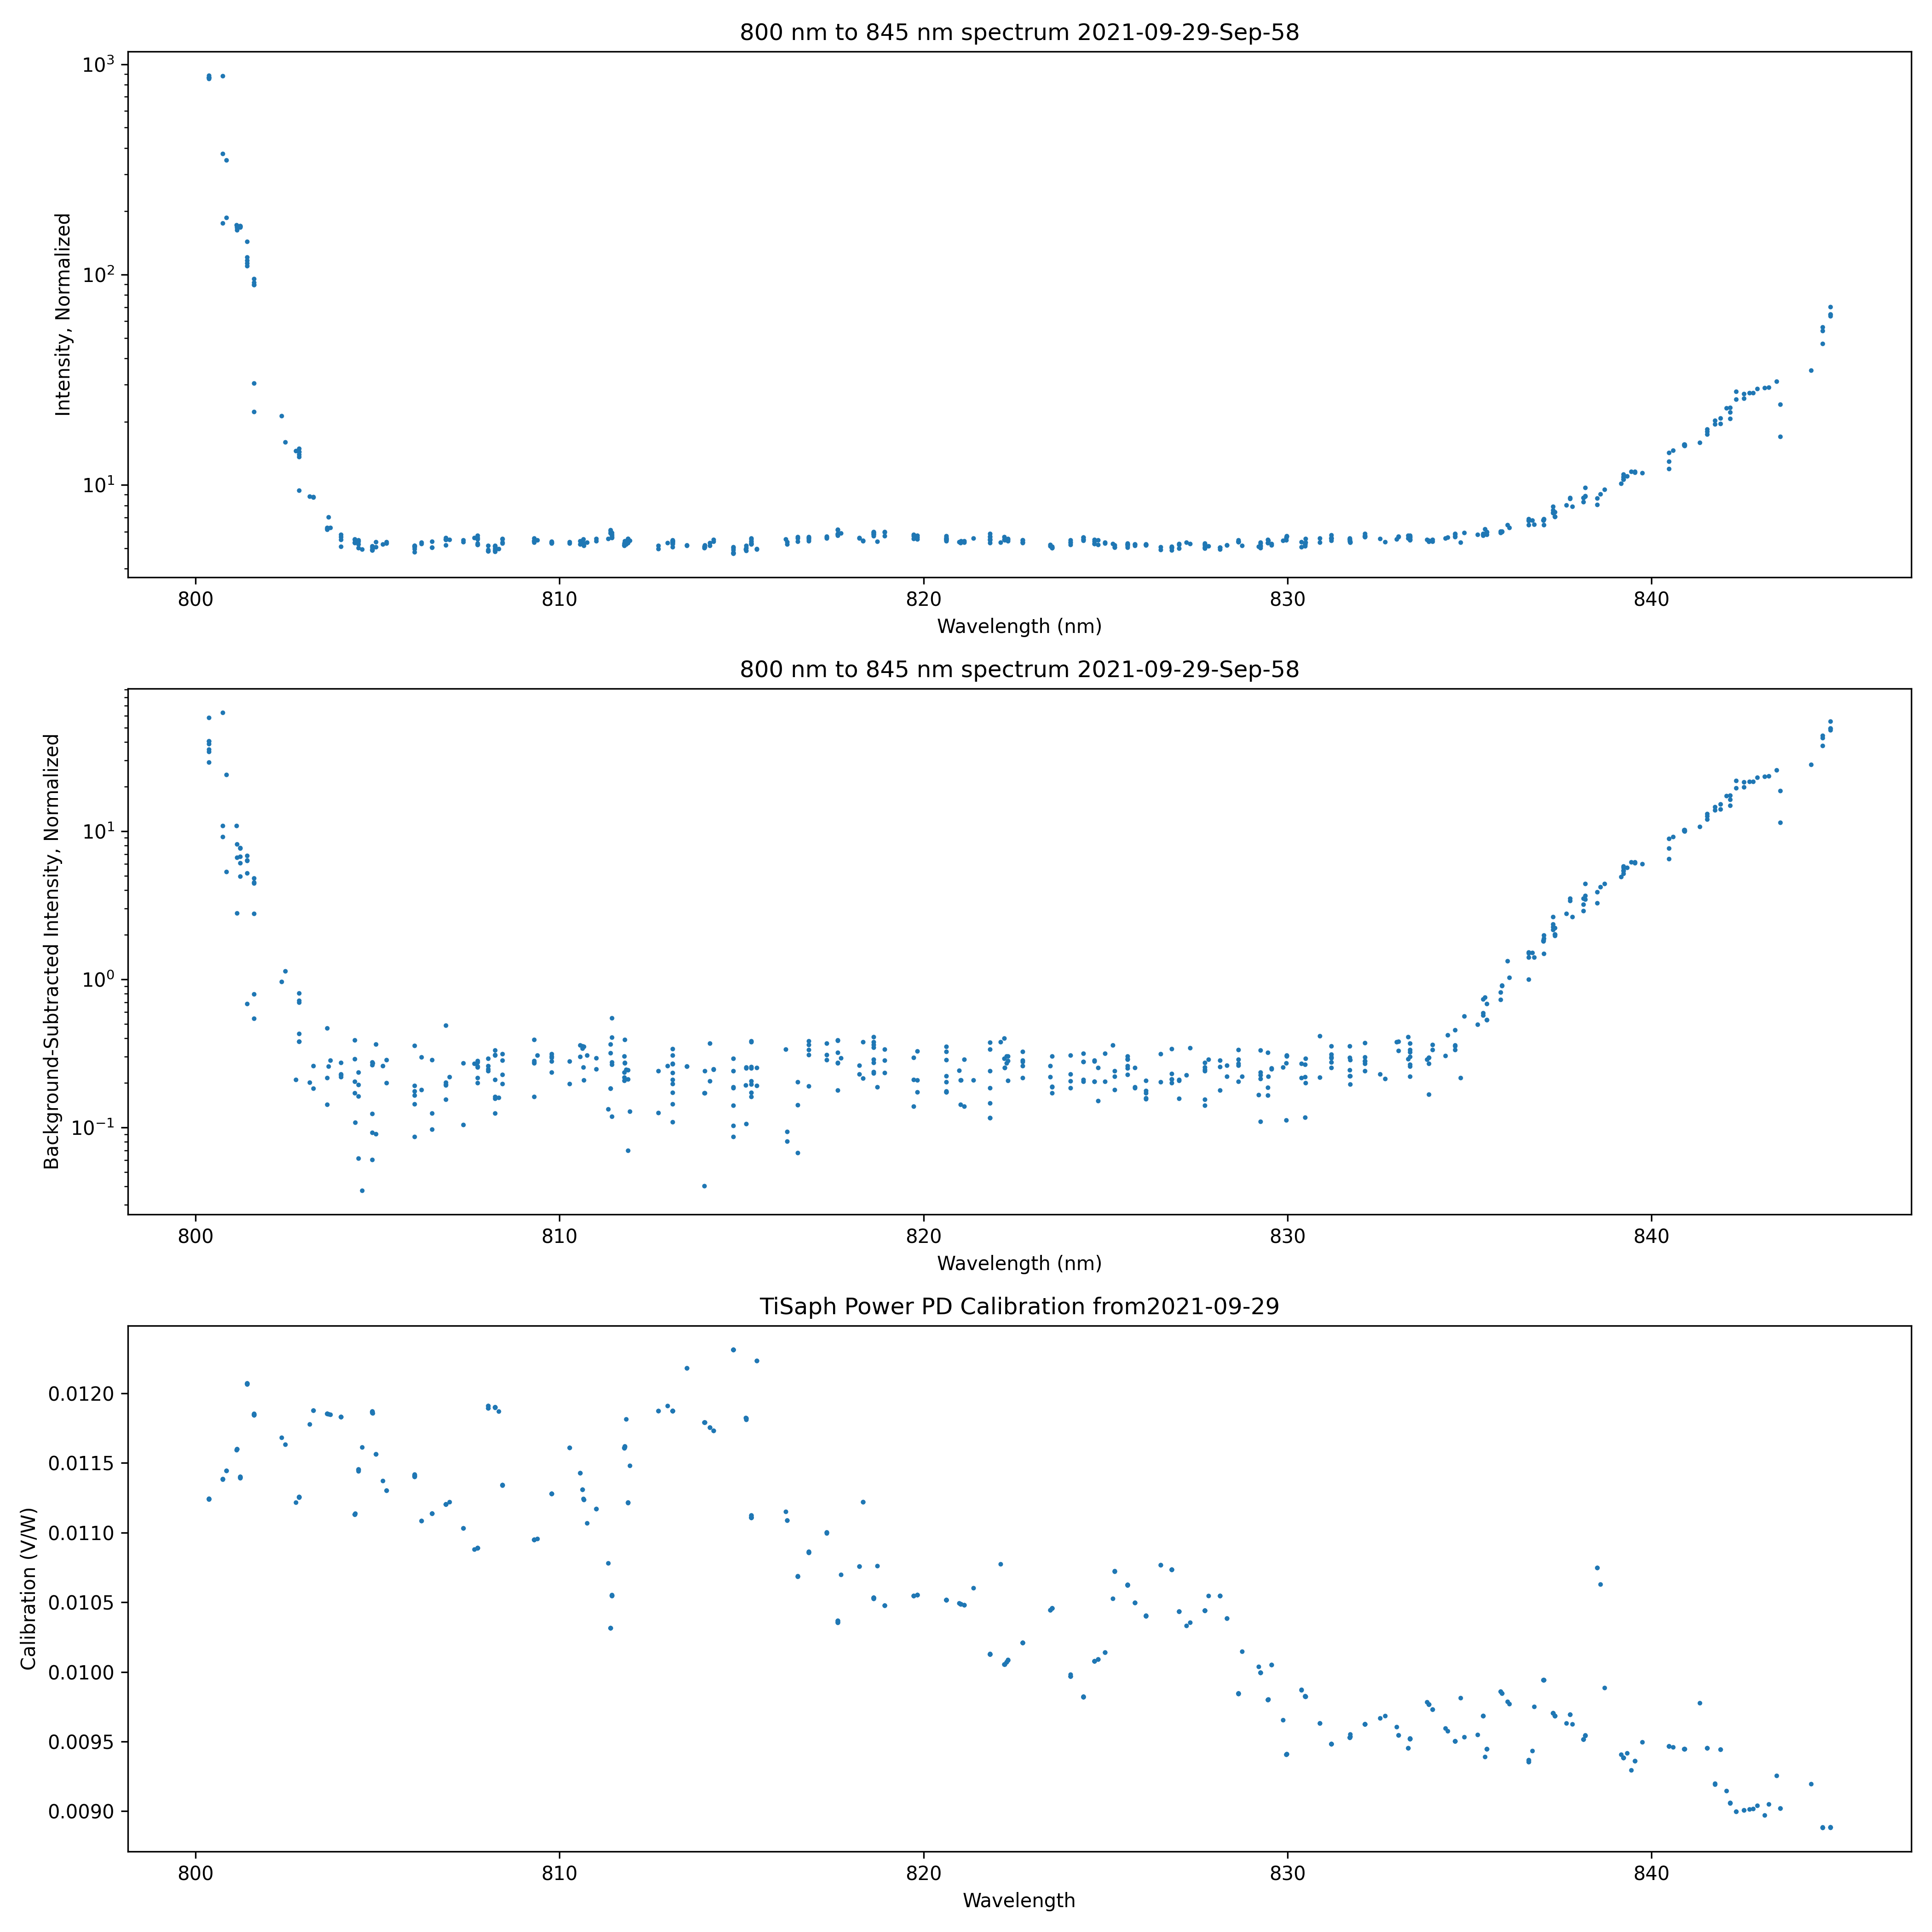 800 nm to 845 nm spectrum 2021-09-29-Sep-58
Intensity, Normalized
10³
10²
10¹
800 810 820 830 840
Wavelength (nm)
800 nm to 845 nm spectrum 2021-09-29-Sep-58
Background-Subtracted Intensity, Normalized
10¹
10⁰
10⁻¹
800 810 820 830 840
Wavelength (nm)
TiSaph Power PD Calibration from2021-09-29
Calibration (V/W)
0.0120
0.0115
0.0110
0.0105
0.0100
0.0095
0.0090
800 810 820 830 840
Wavelength